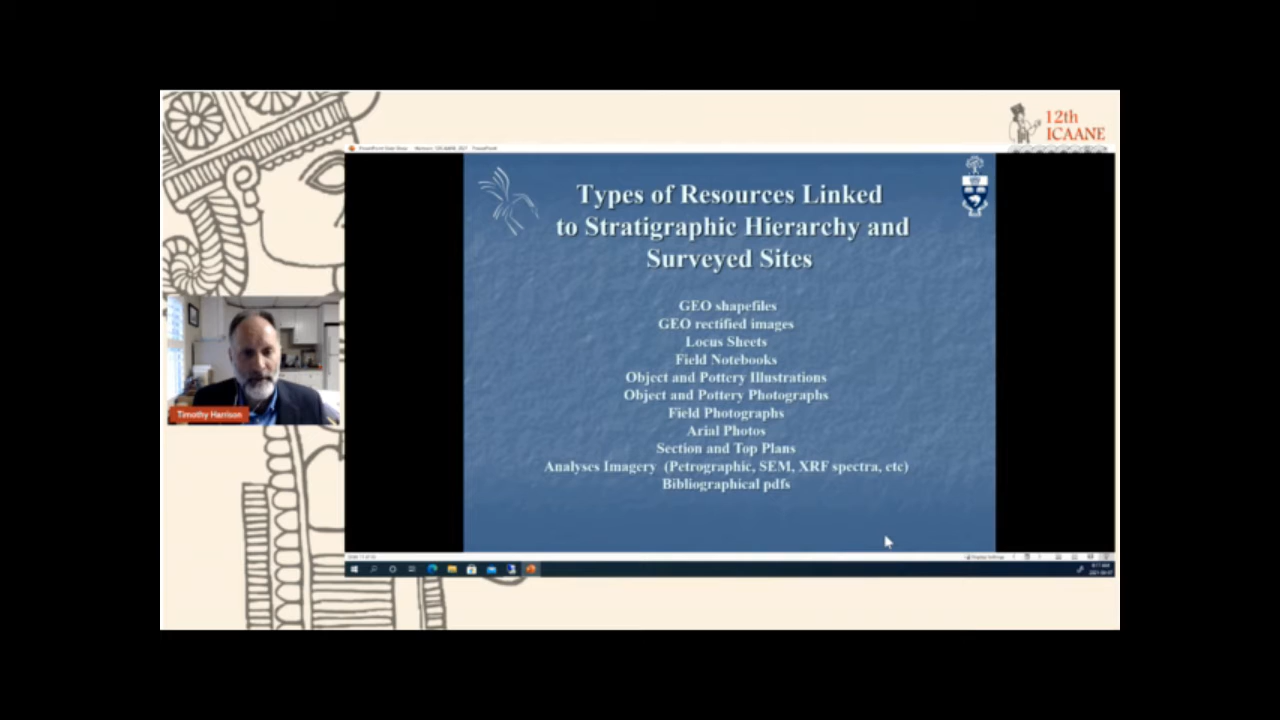 12th
ICAANE
Types of Resources Linked
to Stratigraphic Hierarchy and
Surveyed Sites
GEO shapefiles
GEO rectified images
Locus Sheets
Field Notebooks
Object and Pottery Illustrations
Object and Pottery Photographs
Field Photographs
Arial Photos
Section and Top Plans
Analyses Imagery (Petrographic, SEM, XRF spectra, etc)
Bibliographical pdfs
Timothy Harrison